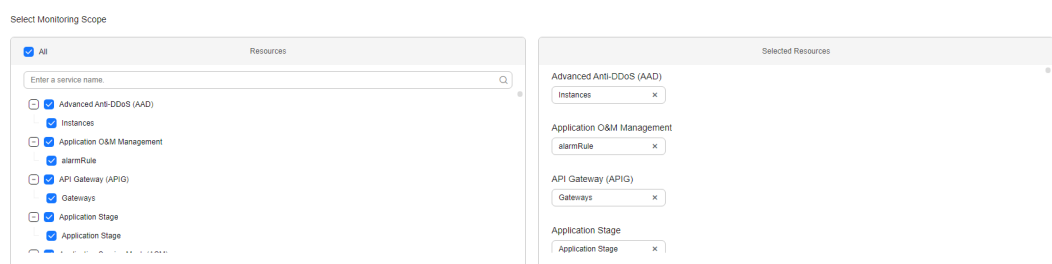 Select Monitoring Scope
All
Resources
Enter a service name.
Advanced Anti-DDoS (AAD)
Instances
Application O&M Management
alarmRule
API Gateway (APIG)
Gateways
Application Stage
Application Stage
Selected Resources
Advanced Anti-DDoS (AAD)
Instances
Application O&M Management
alarmRule
API Gateway (APIG)
Gateways
Application Stage
Application Stage